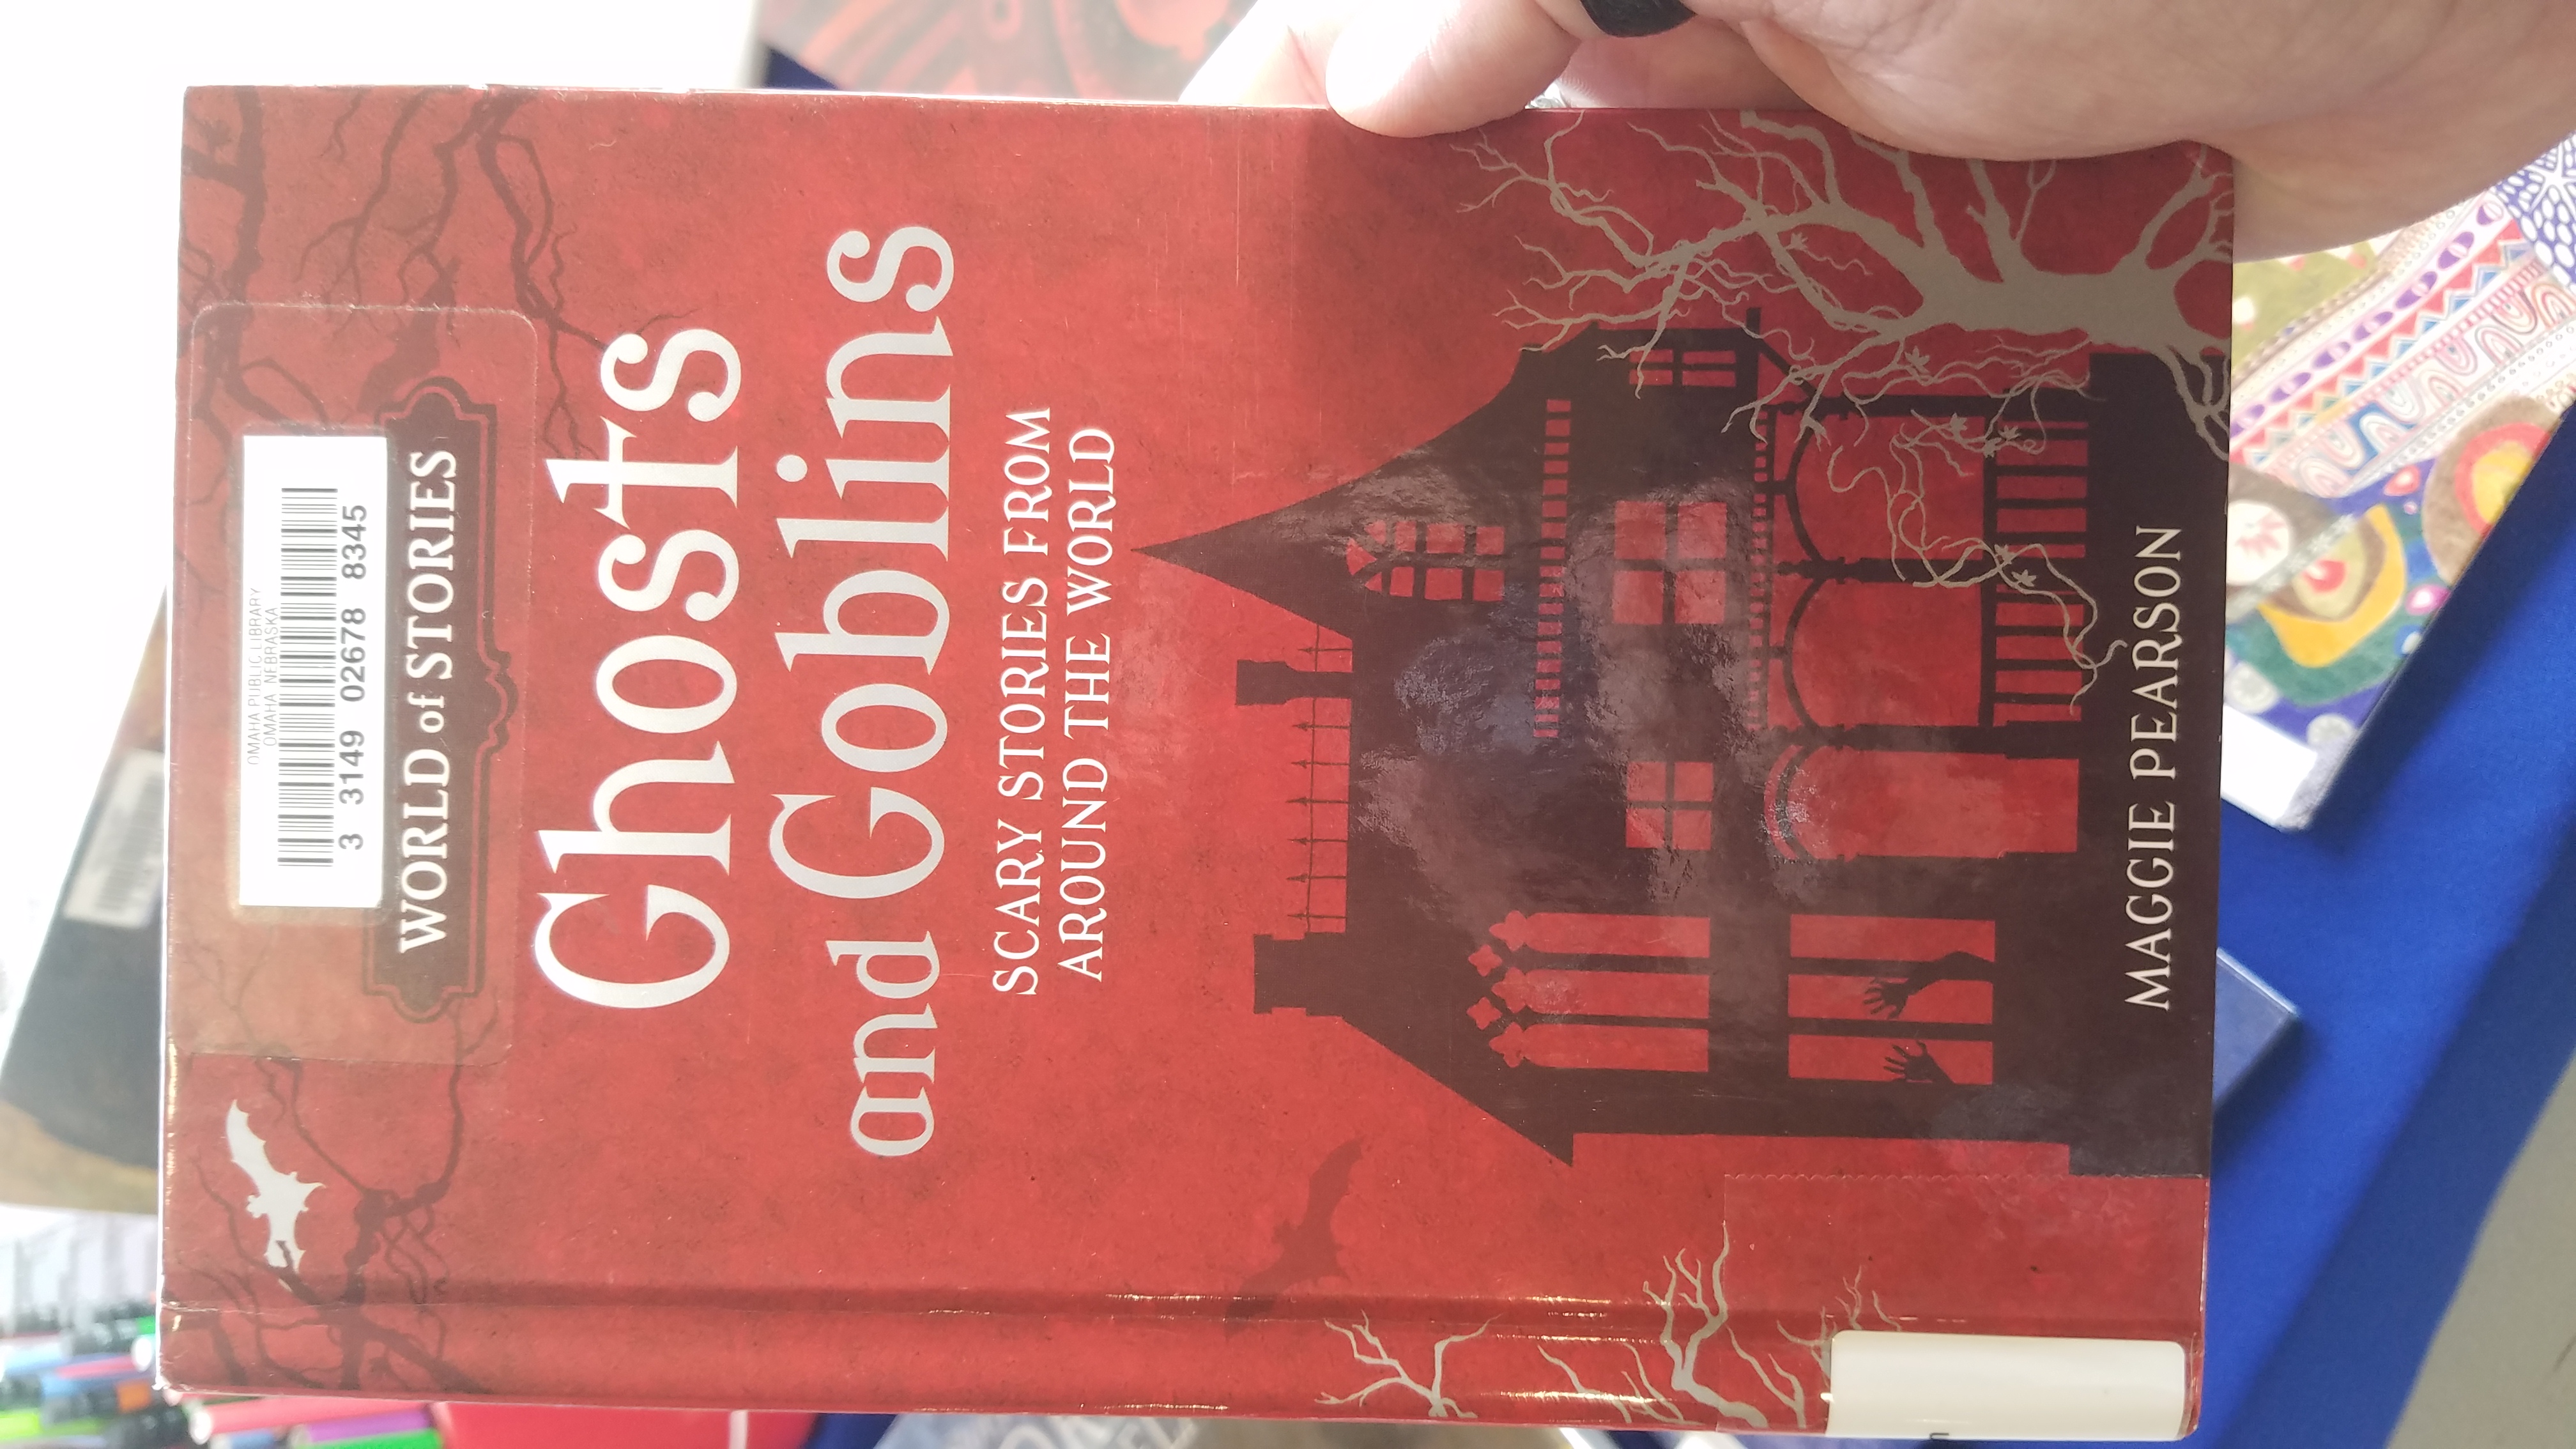 OMAHA PUBLIC LIBRARY
OMAHA NEBRASKA
3 3149 02678 8345
WORLD of STORIES
Ghosts
and Goblins
SCARY STORIES FROM
AROUND THE WORLD
MAGGIE PEARSON